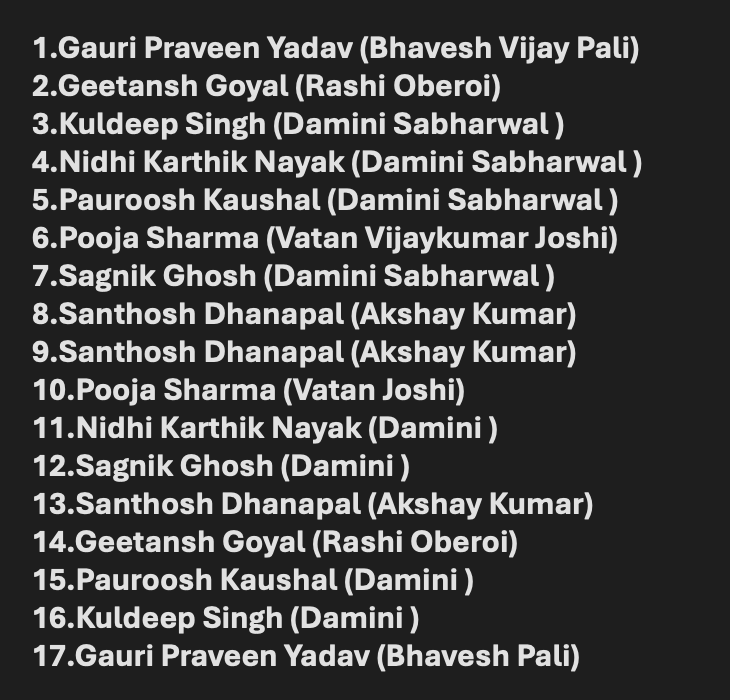 1.Gauri Praveen Yadav (Bhavesh Vijay Pali)
2.Geetansh Goyal (Rashi Oberoi)
3.Kuldeep Singh (Damini Sabharwal )
4.Nidhi Karthik Nayak (Damini Sabharwal )
5.Pauroosh Kaushal (Damini Sabharwal )
6.Pooja Sharma (Vatan Vijaykumar Joshi)
7.Sagnik Ghosh (Damini Sabharwal )
8.Santhosh Dhanapal (Akshay Kumar)
9.Santhosh Dhanapal (Akshay Kumar)
10.Pooja Sharma (Vatan Joshi)
11.Nidhi Karthik Nayak (Damini )
12.Sagnik Ghosh (Damini )
13.Santhosh Dhanapal (Akshay Kumar)
14.Geetansh Goyal (Rashi Oberoi)
15.Pauroosh Kaushal (Damini )
16.Kuldeep Singh (Damini )
17.Gauri Praveen Yadav (Bhavesh Pali)